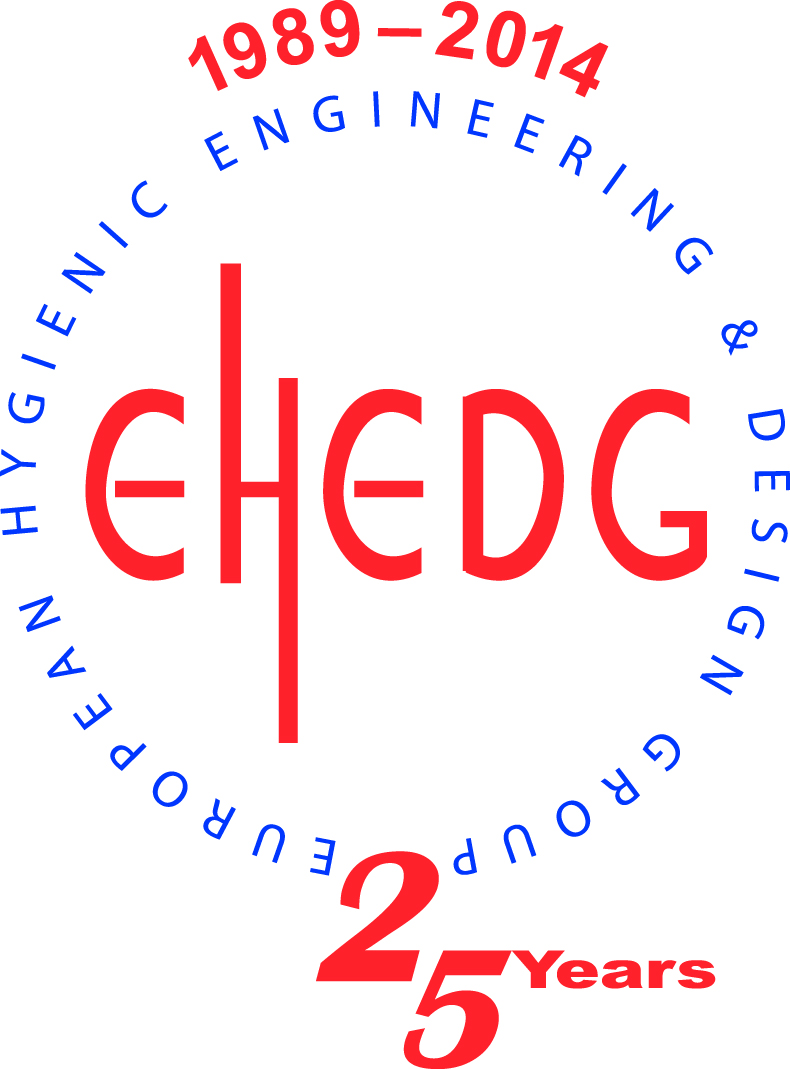 1989 – 2014
EUROPEAN HYGIENIC ENGINEERING & DESIGN GROUP
EHEDG
25 Years